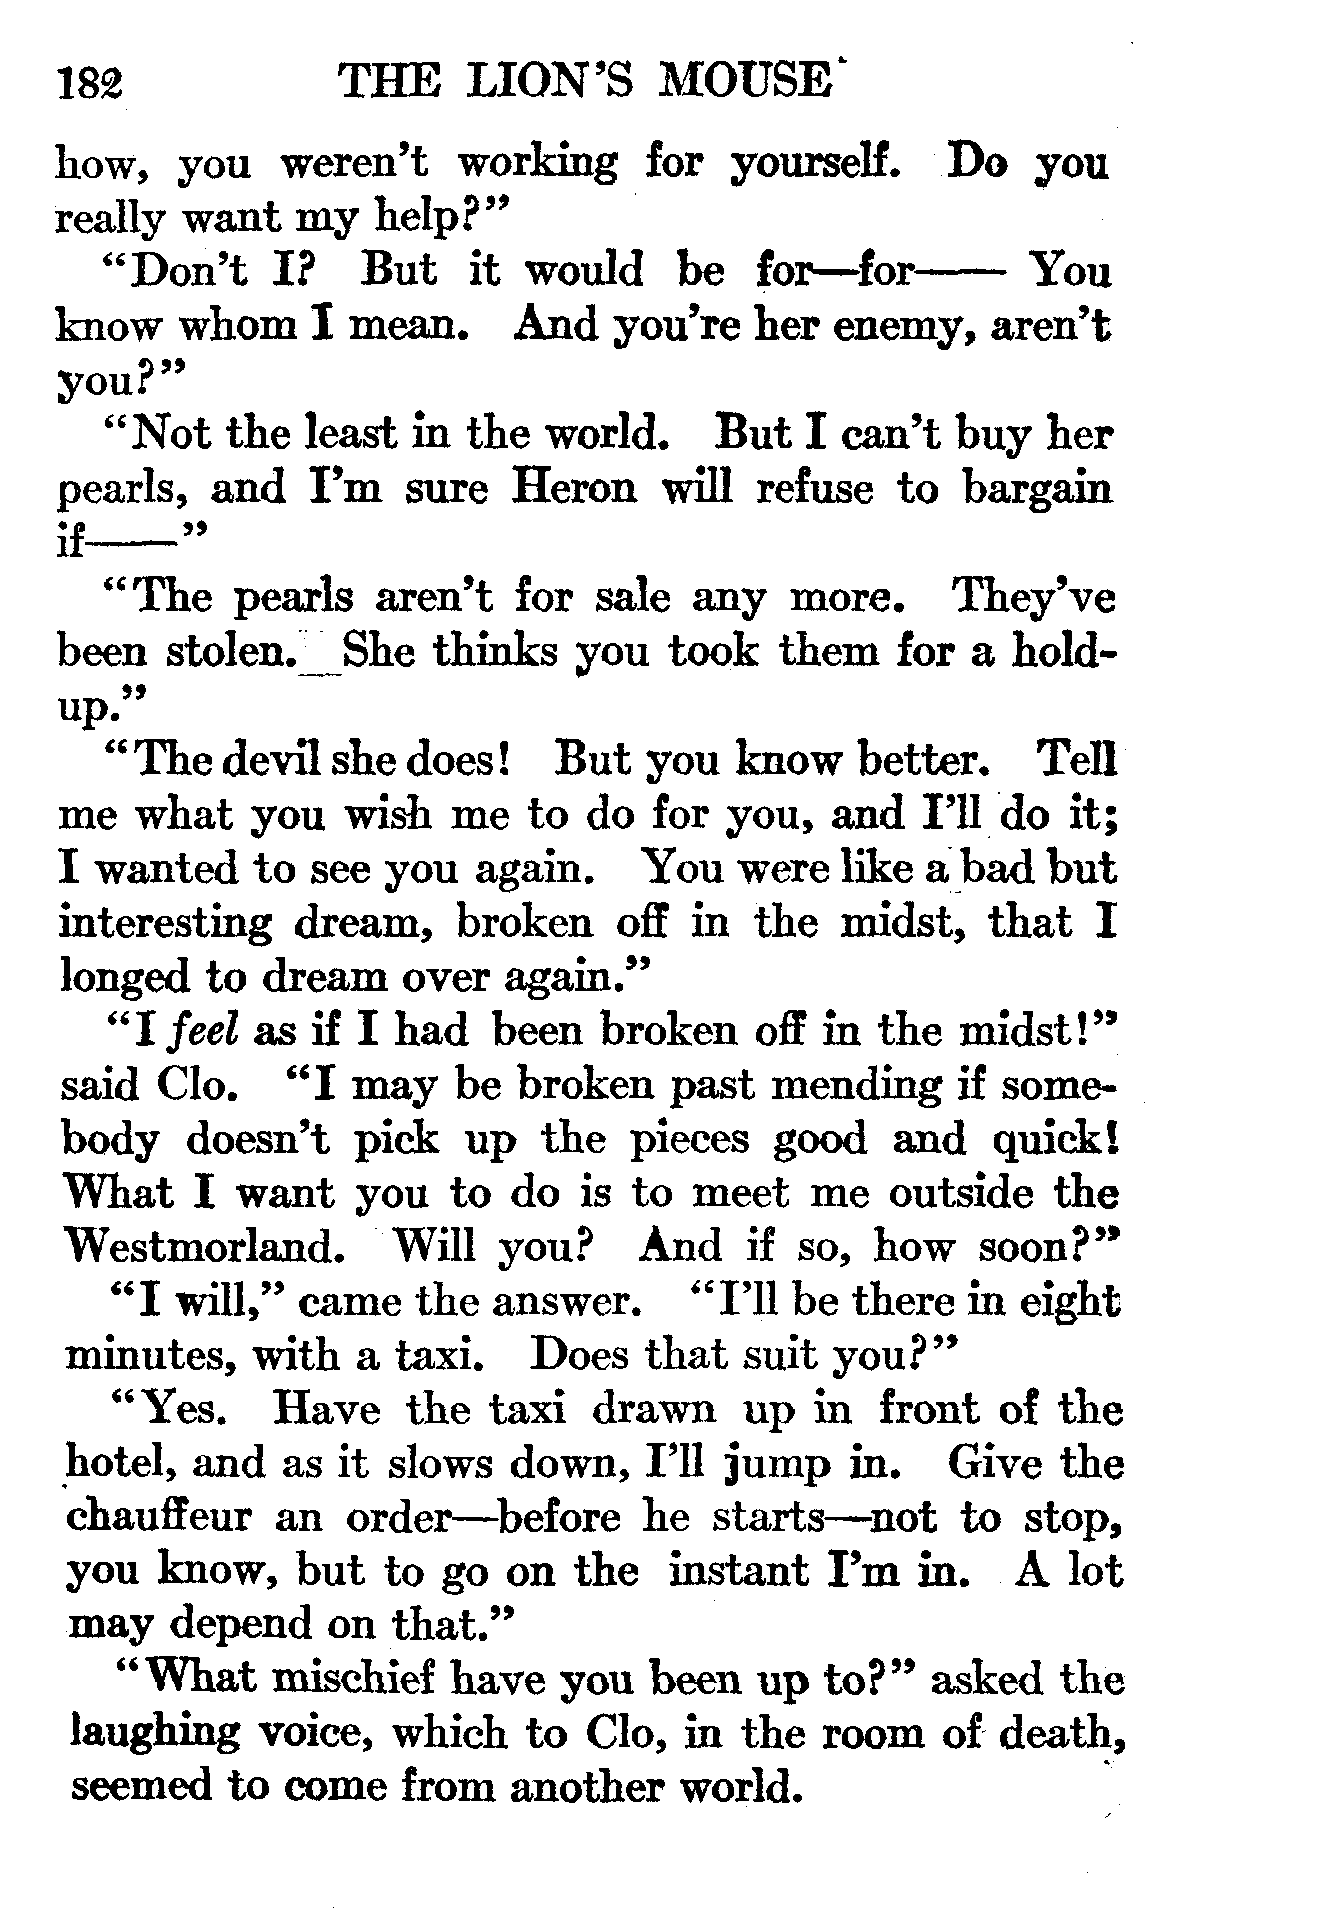 182 THE LION'S MOUSE
how, you weren't working for yourself. Do you
really want my help?"
"Don't I? But it would be for—for—— You
know whom I mean. And you're her enemy, aren't
you?"
"Not the least in the world. But I can't buy her
pearls, and I'm sure Heron will refuse to bargain
if——"
"The pearls aren't for sale any more. They've
been stolen. She thinks you took them for a hold-
up."
"The devil she does! But you know better. Tell
me what you wish me to do for you, and I'll do it;
I wanted to see you again. You were like a bad but
interesting dream, broken off in the midst, that I
longed to dream over again."
"I feel as if I had been broken off in the midst!"
said Clo. "I may be broken past mending if some-
body doesn't pick up the pieces good and quick!
What I want you to do is to meet me outside the
Westmorland. Will you? And if so, how soon?"
"I will," came the answer. "I'll be there in eight
minutes, with a taxi. Does that suit you?"
"Yes. Have the taxi drawn up in front of the
hotel, and as it slows down, I'll jump in. Give the
chauffeur an order—before he starts—not to stop,
you know, but to go on the instant I'm in. A lot
may depend on that."
"What mischief have you been up to?" asked the
laughing voice, which to Clo, in the room of death,
seemed to come from another world.